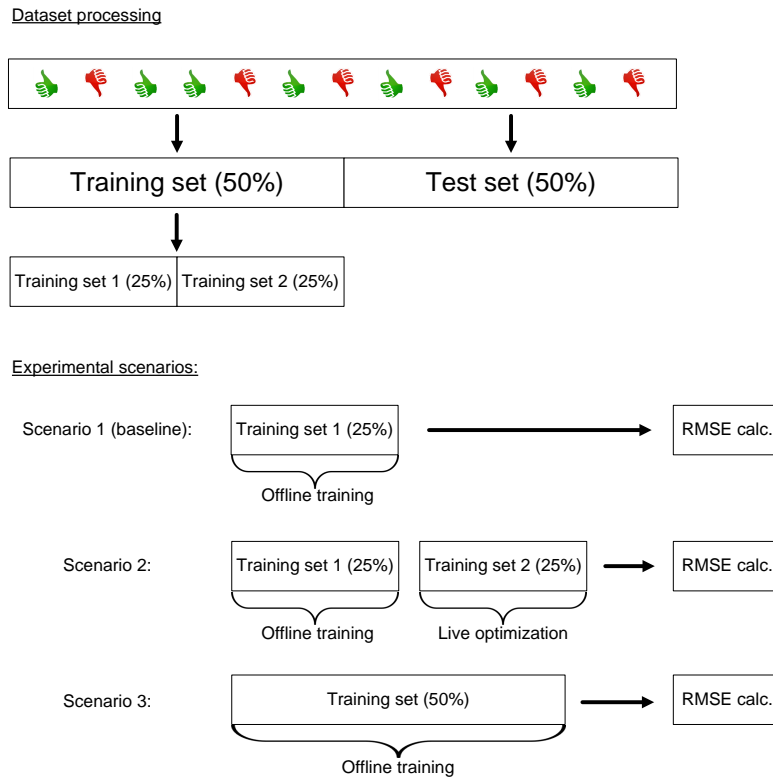 Dataset processing
Training set (50%)
Test set (50%)
Training set 1 (25%)
Training set 2 (25%)
Experimental scenarios:
Scenario 1 (baseline):
Training set 1 (25%)
RMSE calc.
Offline training
Scenario 2:
Training set 1 (25%)
Training set 2 (25%)
RMSE calc.
Offline training
Live optimization
Scenario 3:
Training set (50%)
RMSE calc.
Offline training